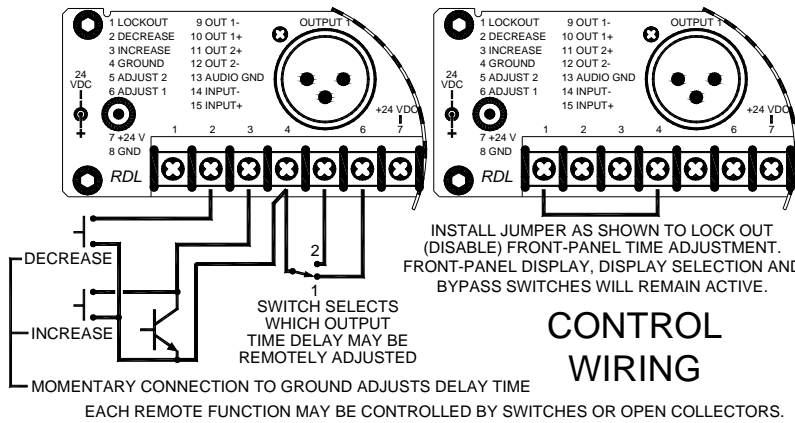 1 LOCKOUT
2 DECREASE
3 INCREASE
4 GROUND
5 ADJUST 2
6 ADJUST 1
9 OUT 1-
10 OUT 1+
11 OUT 2+
12 OUT 2-
13 AUDIO GND
14 INPUT-
15 INPUT+
OUTPUT 1
24
VDC
+
7 +24 V
8 GND
+24 VDC
1 2 3 4 6 7
RDL
DECREASE
INCREASE
2
1
SWITCH SELECTS
WHICH OUTPUT
TIME DELAY MAY BE
REMOTELY ADJUSTED
MOMENTARY CONNECTION TO GROUND ADJUSTS DELAY TIME
1 LOCKOUT
2 DECREASE
3 INCREASE
4 GROUND
5 ADJUST 2
6 ADJUST 1
9 OUT 1-
10 OUT 1+
11 OUT 2+
12 OUT 2-
13 AUDIO GND
14 INPUT-
15 INPUT+
OUTPUT 1
24
VDC
+
7 +24 V
8 GND
+24 VDC
1 2 3 4 6 7
RDL
INSTALL JUMPER AS SHOWN TO LOCK OUT
(DISABLE) FRONT-PANEL TIME ADJUSTMENT.
FRONT-PANEL DISPLAY, DISPLAY SELECTION AND
BYPASS SWITCHES WILL REMAIN ACTIVE.
CONTROL
WIRING
EACH REMOTE FUNCTION MAY BE CONTROLLED BY SWITCHES OR OPEN COLLECTORS.